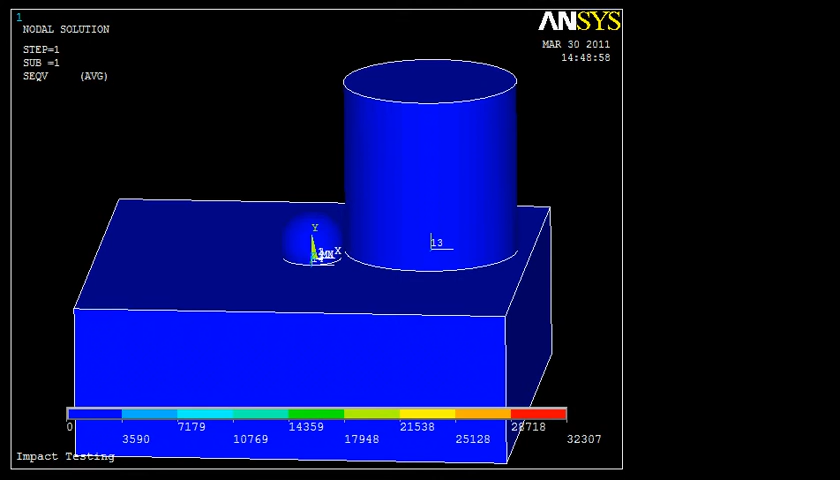 1
NODAL SOLUTION
STEP=1
SUB =1
SEQV (AVG)
ANSYS
MAR 30 2011
14:48:58
Y
X
MX
13
0 7179 14359 21538 28718
3590 10769 17948 25128 32307
Impact Testing